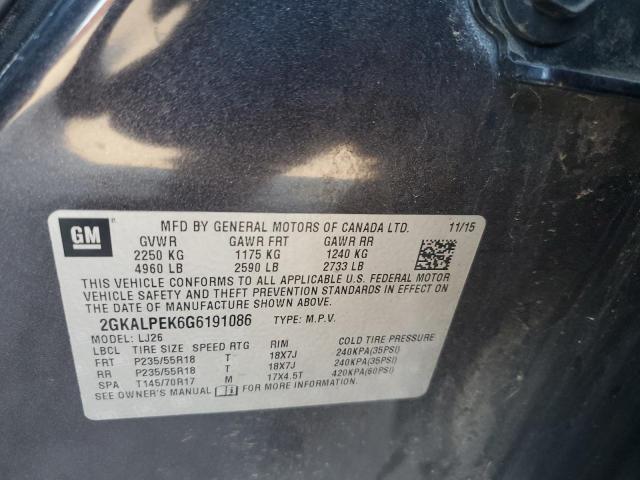 GM
MFD BY GENERAL MOTORS OF CANADA LTD. 11/15
GVWR GAWR FRT GAWR RR
2250 KG 1175 KG 1240 KG
4960 LB 2590 LB 2733 LB
THIS VEHICLE CONFORMS TO ALL APPLICABLE U.S. FEDERAL MOTOR
VEHICLE SAFETY AND THEFT PREVENTION STANDARDS IN EFFECT ON
THE DATE OF MANUFACTURE SHOWN ABOVE.
2GKALPEK6G6191086 TYPE: M.P.V.
MODEL: LJ26
LBCL TIRE SIZE SPEED RTG RIM COLD TIRE PRESSURE
FRT P235/55R18 T 18X7J 240KPA(35PSI)
RR P235/55R18 T 18X7J 240KPA(35PSI)
SPA T145/70R17 M 17X4.5T 420KPA(60PSI)
SEE OWNER'S MANUAL FOR MORE INFORMATION.